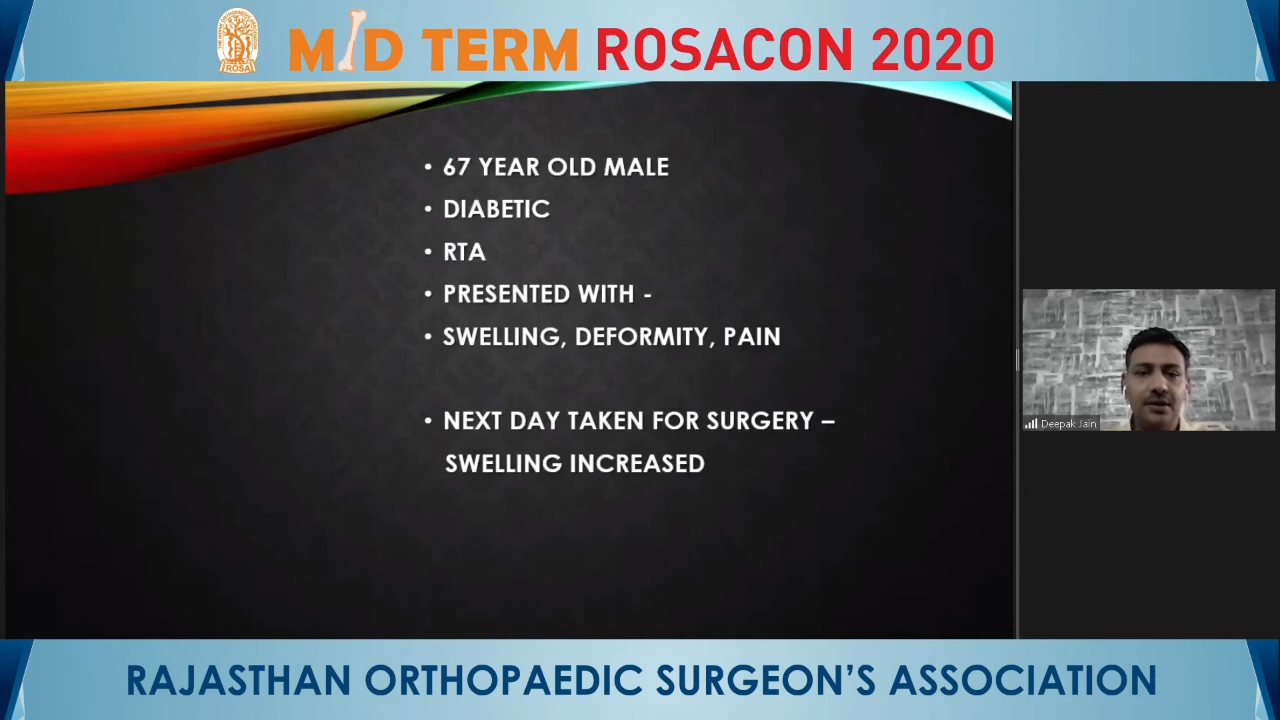 MID TERM ROSACON 2020
ROSA
• 67 YEAR OLD MALE
• DIABETIC
• RTA
• PRESENTED WITH -
• SWELLING, DEFORMITY, PAIN
• NEXT DAY TAKEN FOR SURGERY –
SWELLING INCREASED
Deepak Jain
RAJASTHAN ORTHOPAEDIC SURGEON'S ASSOCIATION